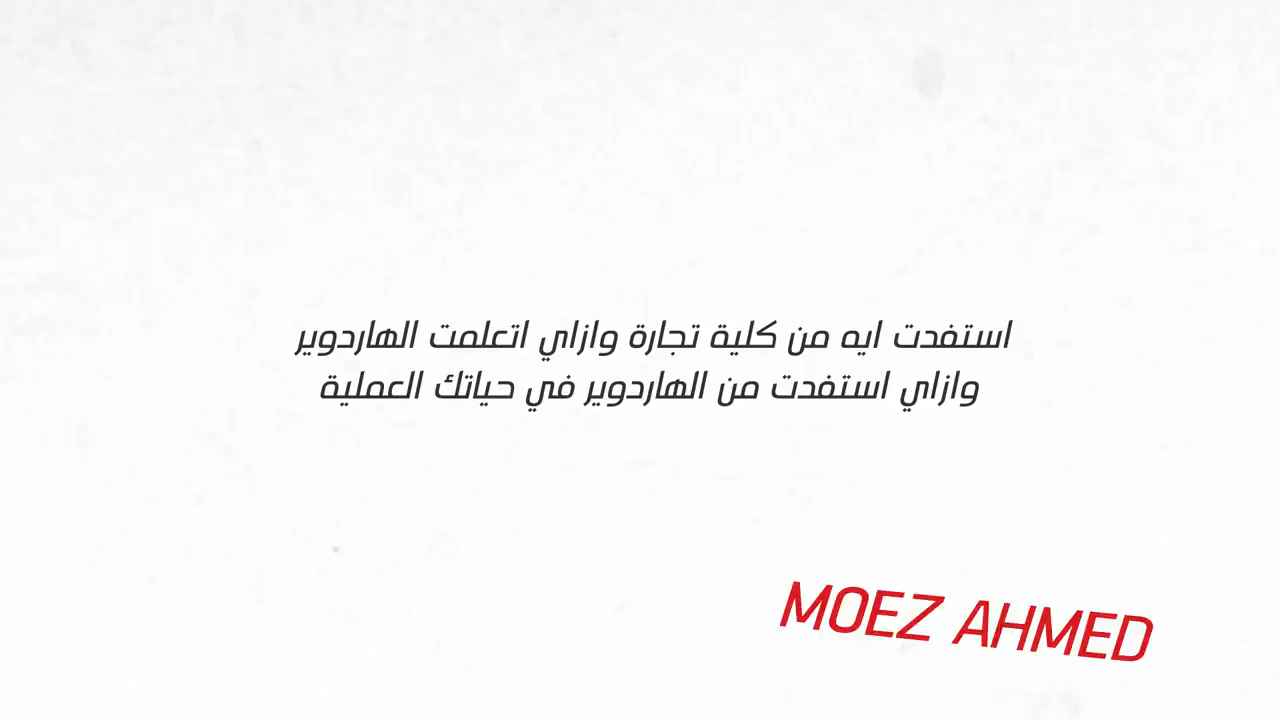 استفدت ايه من كلية تجارة وازاي اتعلمت الهاردوير
وازاي استفدت من الهاردوير في حياتك العملية
MOEZ AHMED